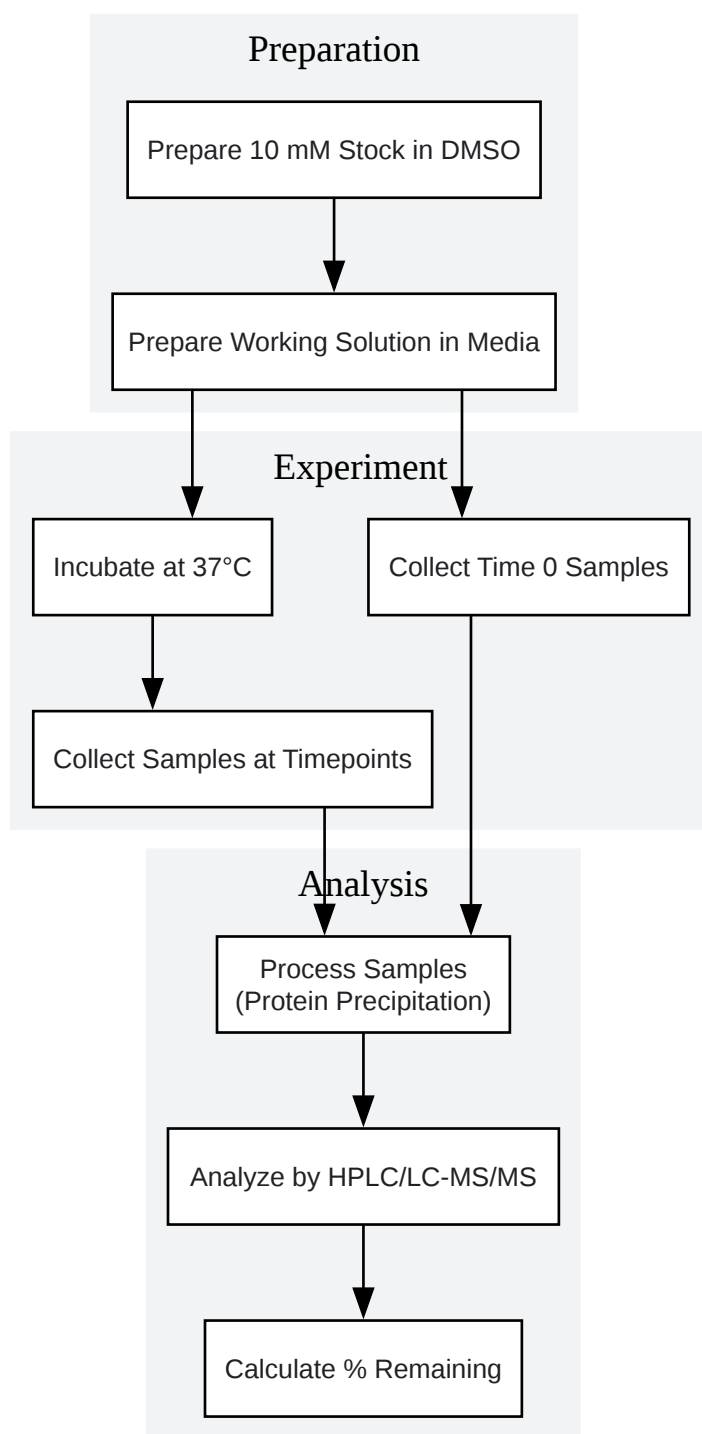 Preparation
Prepare 10 mM Stock in DMSO
Prepare Working Solution in Media
Experiment
Incubate at 37°C
Collect Time 0 Samples
Collect Samples at Timepoints
Analysis
Process Samples
(Protein Precipitation)
Analyze by HPLC/LC-MS/MS
Calculate % Remaining